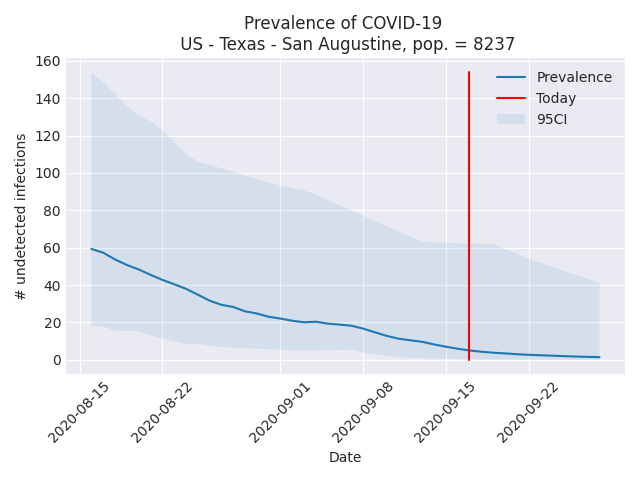 Prevalence of COVID-19
US - Texas - San Augustine, pop. = 8237
160
140
120
100
80
60
40
20
0
# undetected infections
Prevalence
Today
95CI
2020-08-15
2020-08-22
2020-09-01
2020-09-08
2020-09-15
2020-09-22
Date